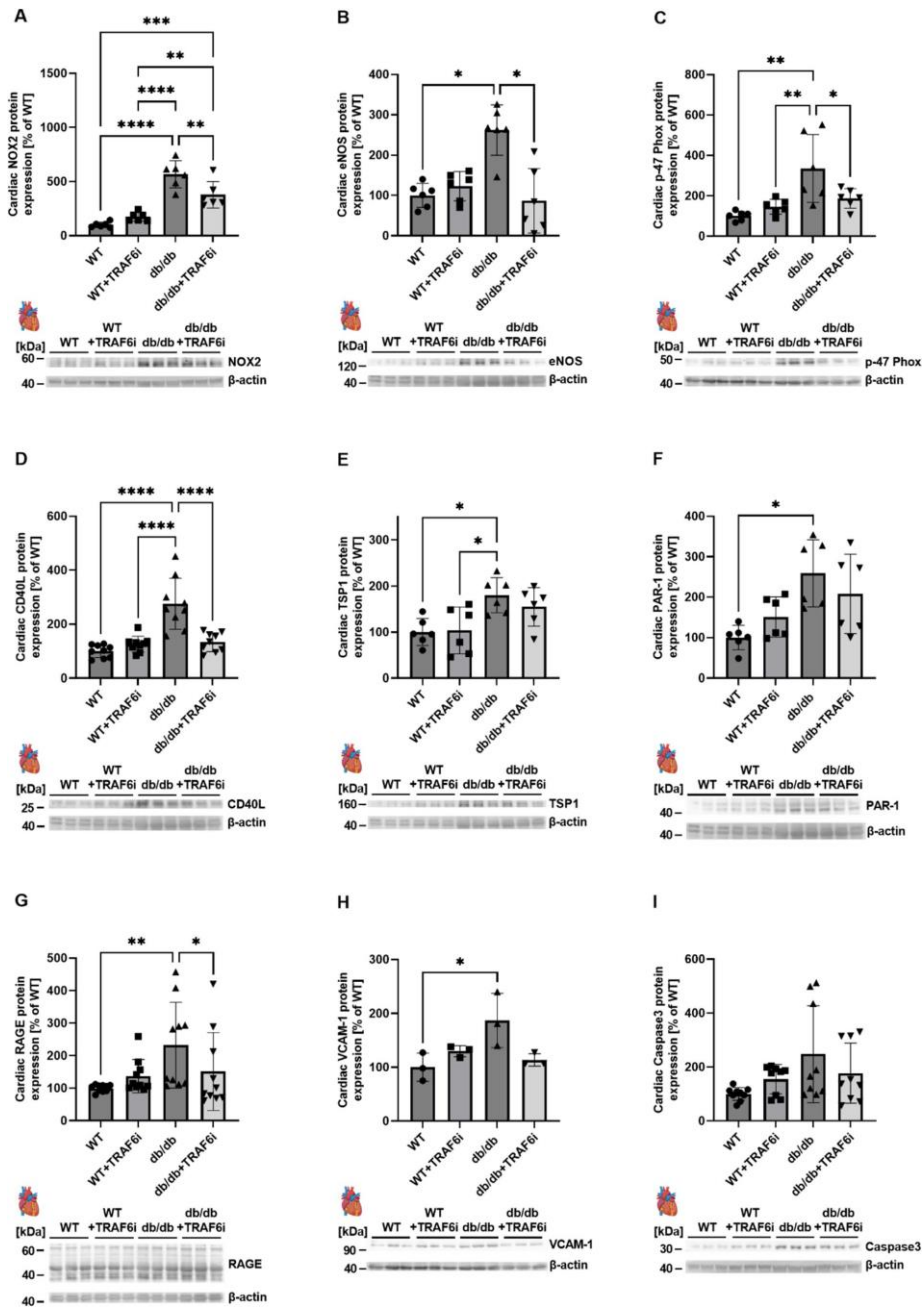 A
Cardiac NOX2 protein
expression [% of WT]
1500
1000
500
0
***
**
****
****
**
WT
WT+TRAF6i
db/db
db/db+TRAF6i
WT db/db
[kDa] WT +TRAF6i db/db +TRAF6i
60
NOX2
40
β-actin
B
Cardiac eNOS protein
expression [% of WT]
400
300
200
100
0
*
*
WT
WT+TRAF6i
db/db
db/db+TRAF6i
WT db/db
[kDa] WT +TRAF6i db/db +TRAF6i
eNOS
120
40
β-actin
C
Cardiac p-47 Phox protein
expression [% of WT]
800
600
400
200
0
**
**
*
WT
WT+TRAF6i
db/db
db/db+TRAF6i
WT db/db
[kDa] WT +TRAF6i db/db +TRAF6i
50
p-47 Phox
40
β-actin
D
Cardiac CD40L protein
expression [% of WT]
600
400
200
0
****
****
****
WT
WT+TRAF6i
db/db
db/db+TRAF6i
WT db/db
[kDa] WT +TRAF6i db/db +TRAF6i
25
CD40L
40
β-actin
E
Cardiac TSP1 protein
expression [% of WT]
400
300
200
100
0
*
*
WT
WT+TRAF6i
db/db
db/db+TRAF6i
WT db/db
[kDa] WT +TRAF6i db/db +TRAF6i
160
TSP1
40
β-actin
F
Cardiac PAR-1 protein
expression [% of WT]
400
300
200
100
0
*
WT
WT+TRAF6i
db/db
db/db+TRAF6i
WT db/db
[kDa] WT +TRAF6i db/db +TRAF6i
PAR-1
40
40
β-actin
G
Cardiac RAGE protein
expression [% of WT]
500
400
300
200
100
0
**
*
WT
WT+TRAF6i
db/db
db/db+TRAF6i
WT db/db
[kDa] WT +TRAF6i db/db +TRAF6i
60
RAGE
40
40
β-actin
H
Cardiac VCAM-1 protein
expression [% of WT]
300
200
100
0
*
WT
WT+TRAF6i
db/db
db/db+TRAF6i
WT db/db
[kDa] WT +TRAF6i db/db +TRAF6i
VCAM-1
90
40
β-actin
I
Cardiac Caspase3 protein
expression [% of WT]
600
400
200
0
WT
WT+TRAF6i
db/db
db/db+TRAF6i
WT db/db
[kDa] WT +TRAF6i db/db +TRAF6i
30
Caspase3
40
β-actin